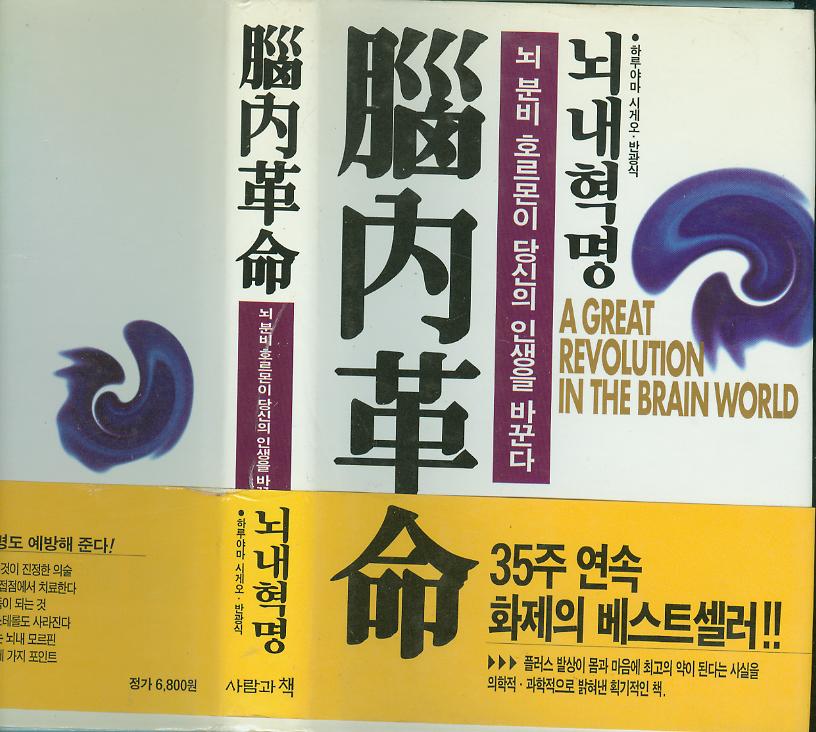 腦內革命
뇌 분비 호르몬이 당신의 인생을 바꾼다
뇌내혁명
•하루야마 시게오·반광식
A GREAT
REVOLUTION
IN THE BRAIN WORLD
35주 연속
화제의 베스트셀러!!
▶▶▶ 플러스 발상이 몸과 마음에 최고의 약이 된다는 사실을
의학적·과학적으로 밝혀낸 획기적인 책.
腦內革命
뇌 분비 호르몬이 당신의 인생을 바꾼
뇌내혁명
•하루야마 시게오·반광식
사람과 책
병도 예방해 준다!
것이 진정한 의술
접점에서 치료한다
이 되는 것
스테롤도 사라진다
는 뇌내 모르핀
가지 포인트
정가 6,800원